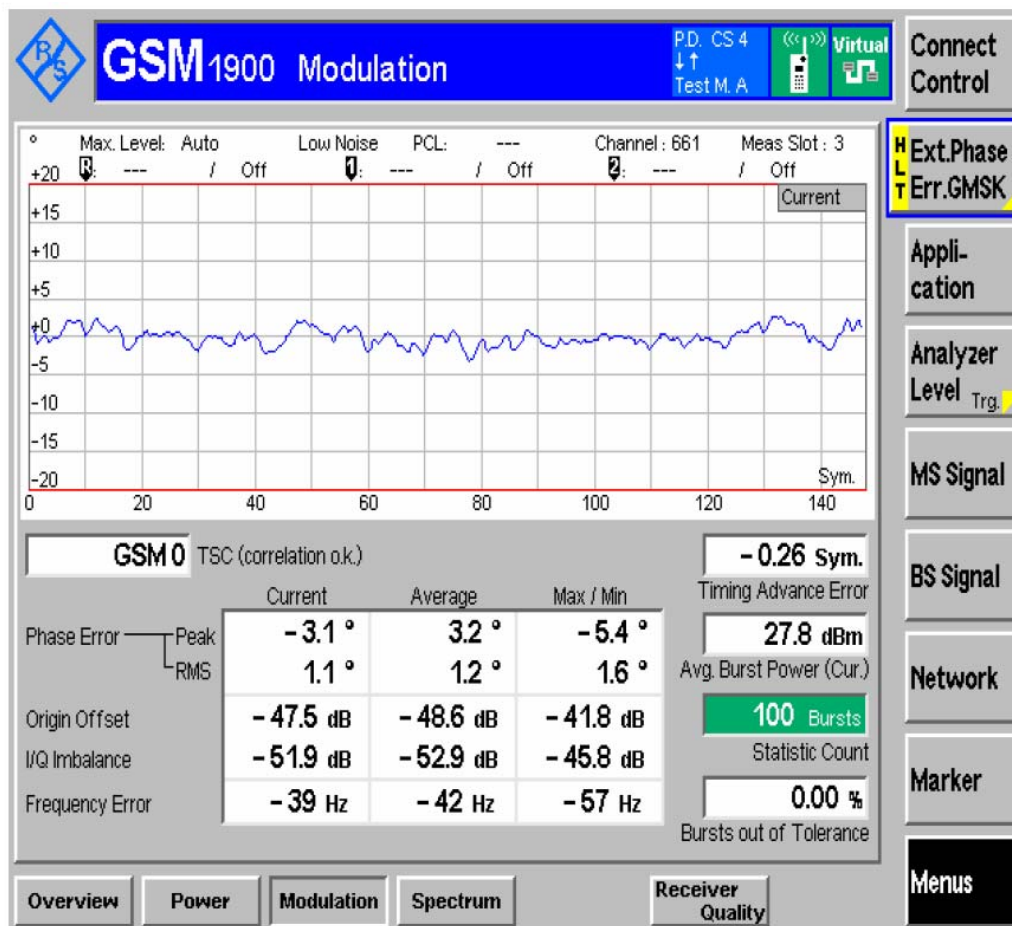 R/S
GSM 1900 Modulation
P.D. CS 4
↓↑
Test M. A
Virtual
Connect
Control
° Max. Level: Auto Low Noise PCL: --- Channel : 661 Meas Slot : 3
R: --- / Off 1: --- / Off 2: --- / Off
Current
+20
+15
+10
+5
+0
-5
-10
-15
-20
Sym.
0 20 40 60 80 100 120 140
HLT
Ext.Phase
Err.GMSK
Appli-
cation
Analyzer
Level Trg.
MS Signal
BS Signal
Network
Marker
Menus
GSM 0 TSC (correlation o.k.)
Current Average Max / Min
Phase Error Peak - 3.1 ° 3.2 ° - 5.4 °
RMS 1.1 ° 1.2 ° 1.6 °
Origin Offset - 47.5 dB - 48.6 dB - 41.8 dB
I/Q Imbalance - 51.9 dB - 52.9 dB - 45.8 dB
Frequency Error - 39 Hz - 42 Hz - 57 Hz
- 0.26 Sym.
Timing Advance Error
27.8 dBm
Avg. Burst Power (Cur.)
100 Bursts
Statistic Count
0.00 %
Bursts out of Tolerance
Overview Power Modulation Spectrum Receiver
Quality